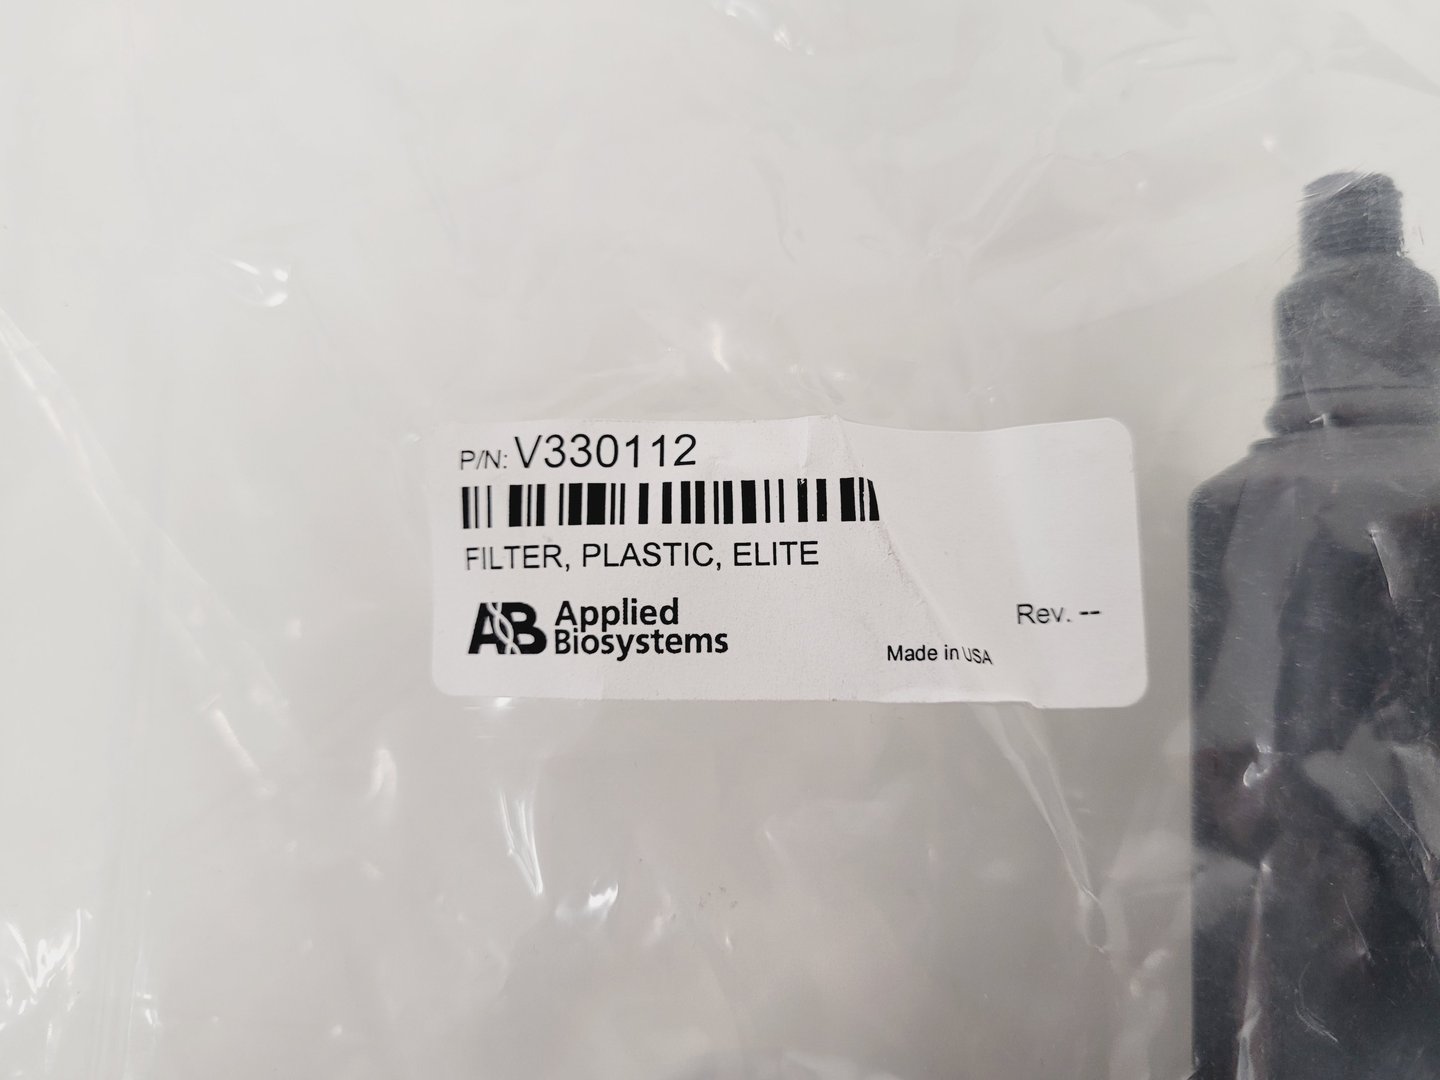 P/N: V330112
FILTER, PLASTIC, ELITE
AB Applied
Biosystems
Rev. --
Made in USA